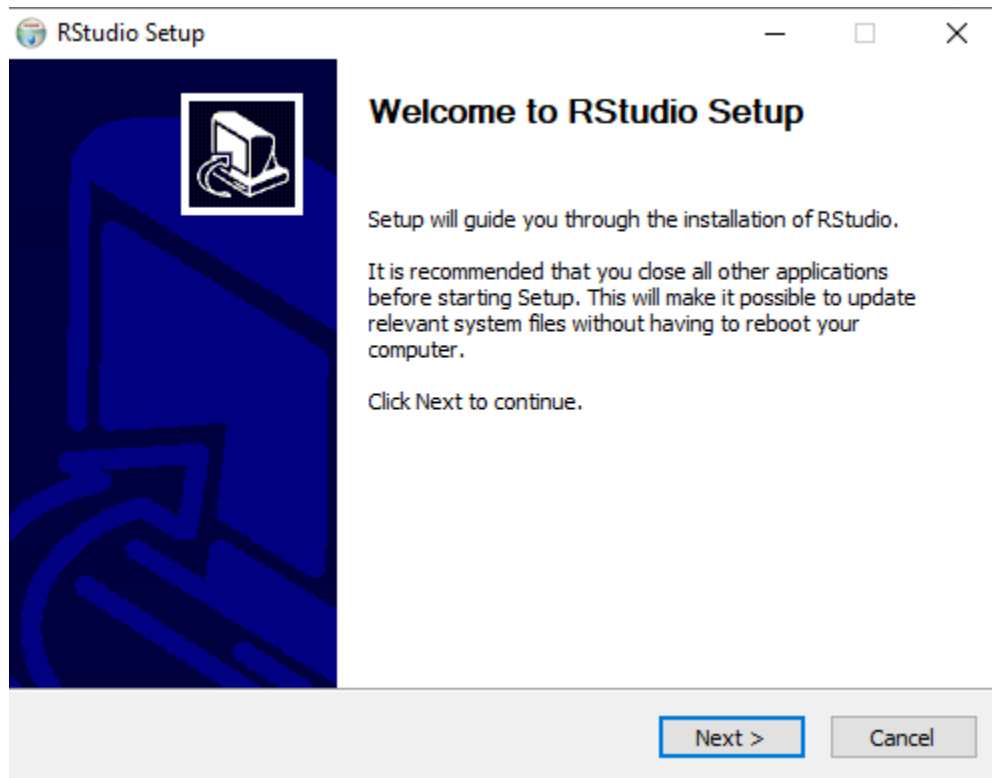 RStudio Setup
Welcome to RStudio Setup
Setup will guide you through the installation of RStudio.
It is recommended that you close all other applications
before starting Setup. This will make it possible to update
relevant system files without having to reboot your
computer.
Click Next to continue.
Next >
Cancel